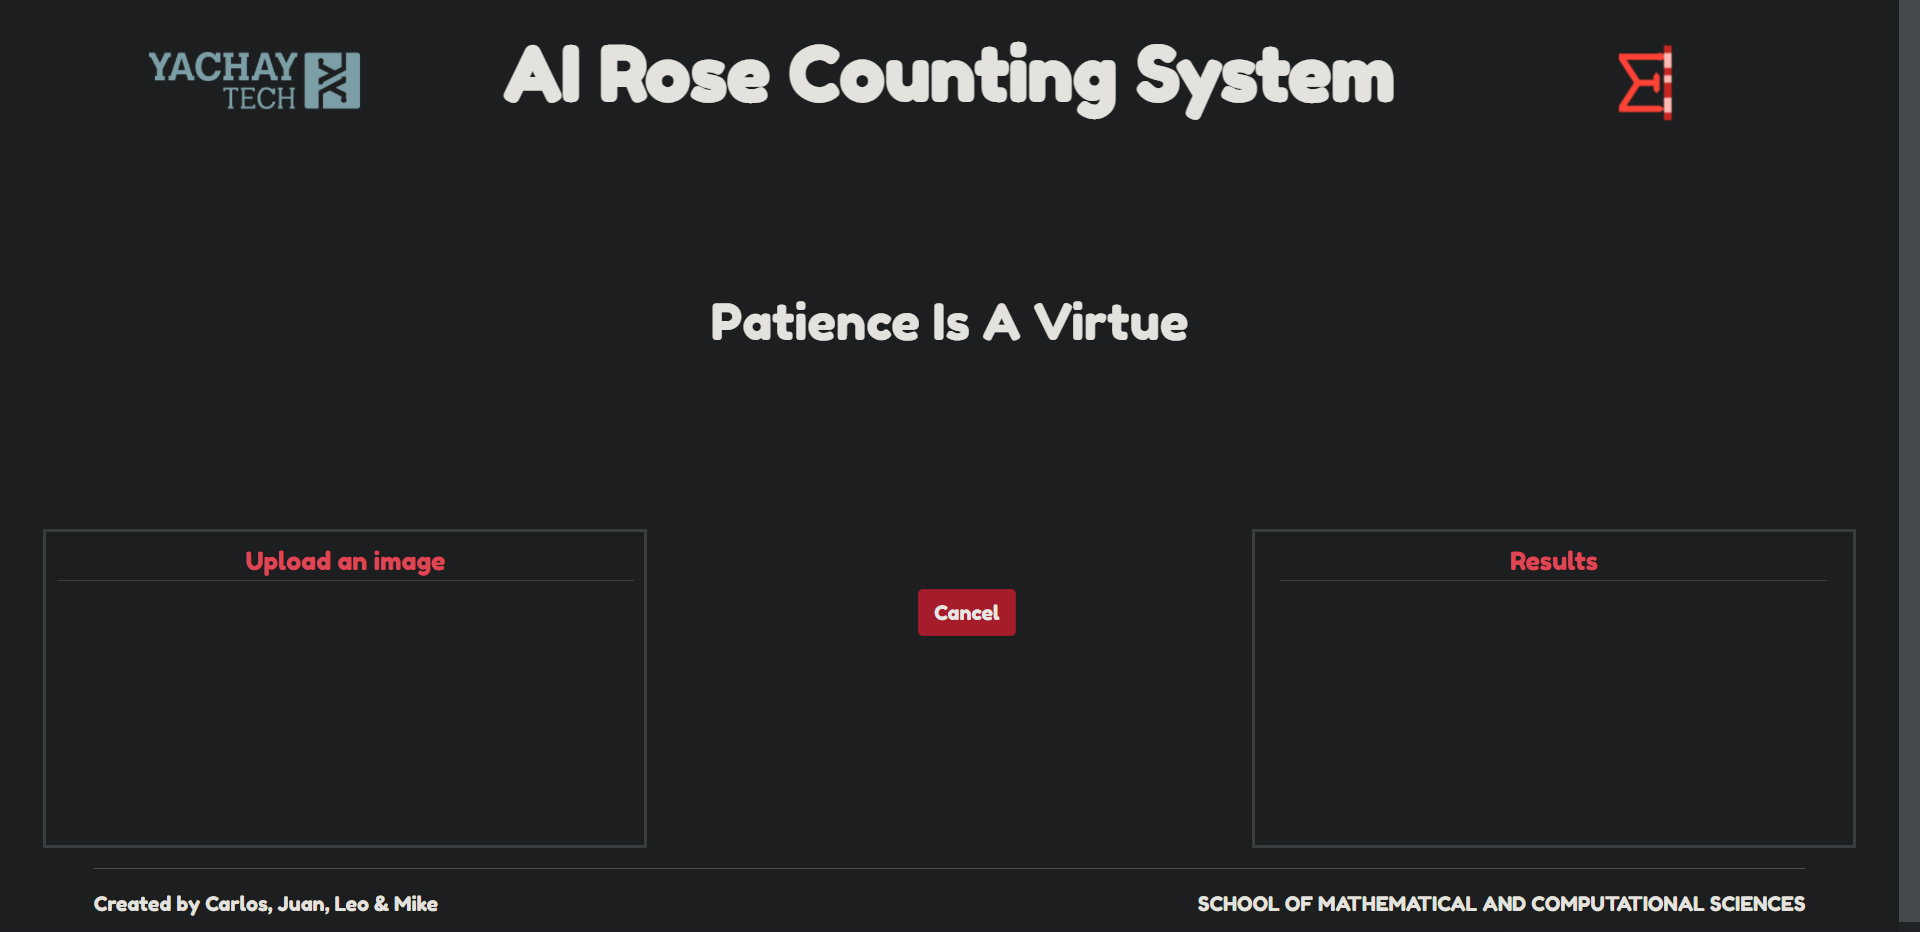 YACHAY
TECH
AI Rose Counting System
Patience Is A Virtue
Upload an image
Cancel
Results
Created by Carlos, Juan, Leo & Mike
SCHOOL OF MATHEMATICAL AND COMPUTATIONAL SCIENCES